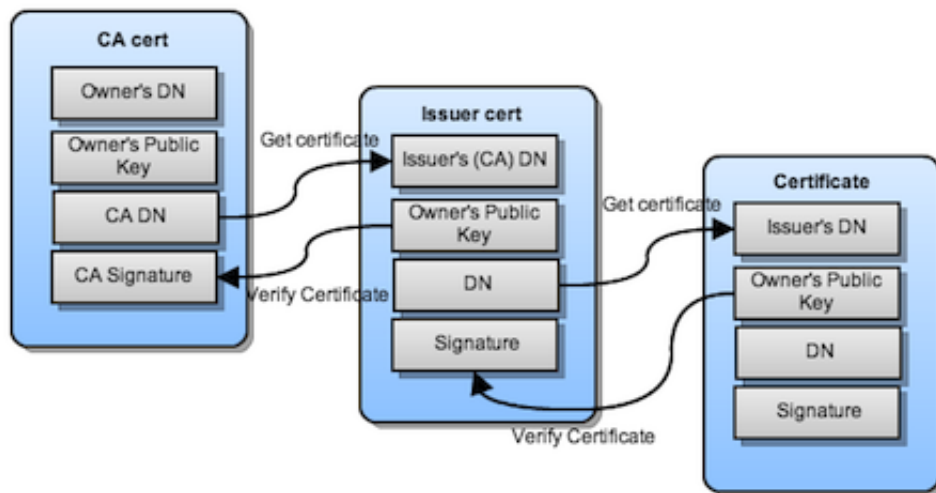 CA cert
Owner's DN
Owner's Public
Key
CA DN
CA Signature
Get certificate
Verify Certificate
Issuer cert
Issuer's (CA) DN
Owner's Public
Key
DN
Signature
Get certificate
Verify Certificate
Certificate
Issuer's DN
Owner's Public
Key
DN
Signature